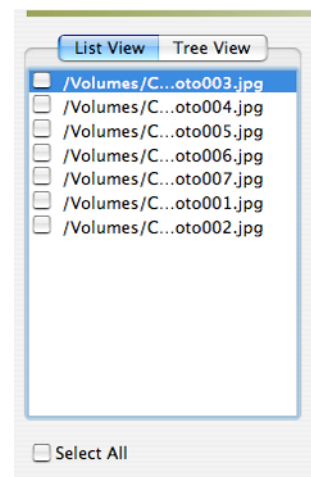 List View Tree View
/Volumes/C...oto003.jpg
/Volumes/C...oto004.jpg
/Volumes/C...oto005.jpg
/Volumes/C...oto006.jpg
/Volumes/C...oto007.jpg
/Volumes/C...oto001.jpg
/Volumes/C...oto002.jpg
Select All